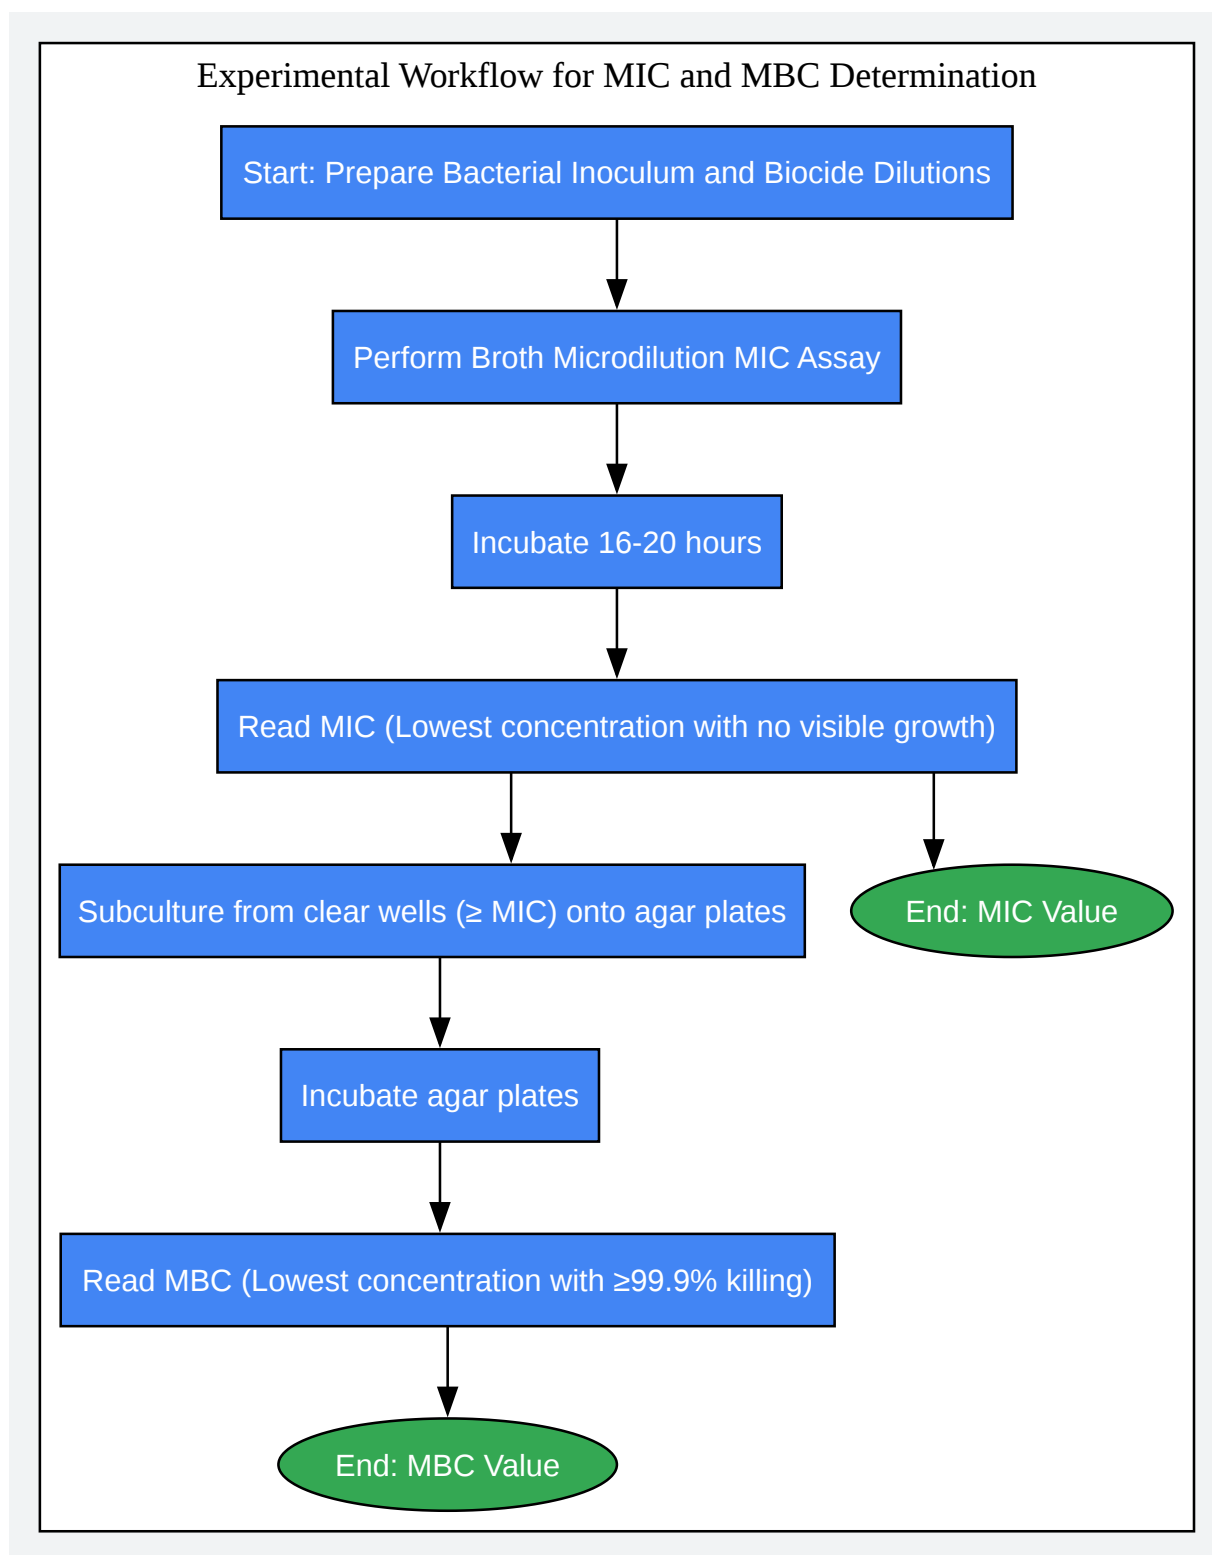 Experimental Workflow for MIC and MBC Determination
Start: Prepare Bacterial Inoculum and Biocide Dilutions
Perform Broth Microdilution MIC Assay
Incubate 16-20 hours
Read MIC (Lowest concentration with no visible growth)
Subculture from clear wells (≥ MIC) onto agar plates
End: MIC Value
Incubate agar plates
Read MBC (Lowest concentration with ≥99.9% killing)
End: MBC Value